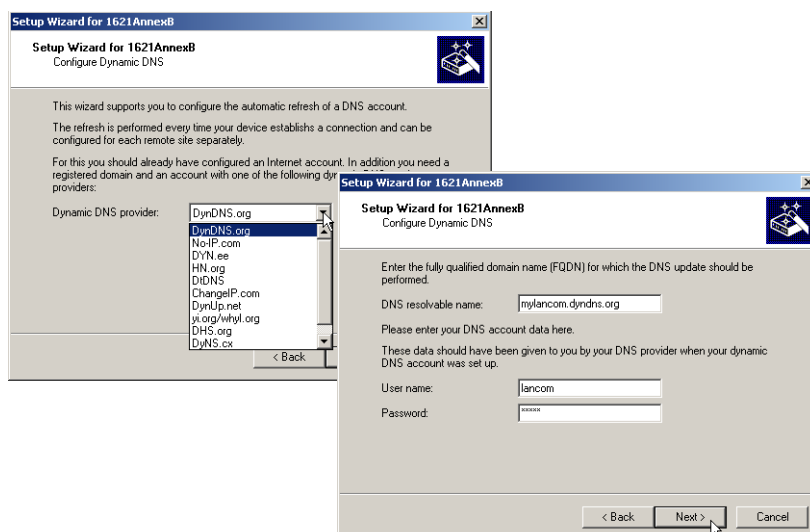 Setup Wizard for 1621AnnexB
Setup Wizard for 1621AnnexB
Configure Dynamic DNS
This wizard supports you to configure the automatic refresh of a DNS account.
The refresh is performed every time your device establishs a connection and can be
configured for each remote site separately.
For this you should already have configured an Internet account. In addition you need a
registered domain and an account with one of the following
providers:
Dynamic DNS provider:
DynDNS.org
DynDNS.org
No-IP.com
DYN.ee
HN.org
DtDNS
ChangeIP.com
DynUp.net
yi.org/whyI.org
DHS.org
DyNS.cx
< Back
Setup Wizard for 1621AnnexB
Setup Wizard for 1621AnnexB
Configure Dynamic DNS
Enter the fully qualified domain name (FQDN) for which the DNS update should be
performed.
DNS resolvable name:
mylancom.dyndns.org
Please enter your DNS account data here.
These data should have been given to you by your DNS provider when your dynamic
DNS account was set up.
User name:
lancom
Password:
xxxxx
< Back
Next >
Cancel